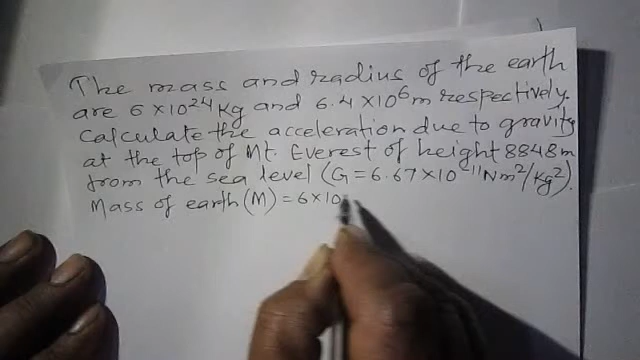 The mass and radius of the earth
are 6×10²⁴Kg and 6.4×10⁶m respectively.
Calculate the acceleration due to gravity
at the top of Mt. Everest of height 8848m
from the sea level (G=6.67×10⁻¹¹Nm²/Kg²).
Mass of earth(M)=6×10